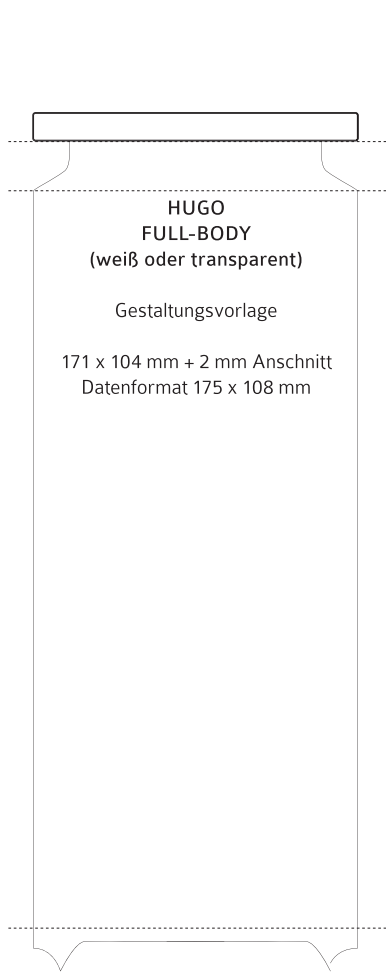 HUGO
FULL-BODY
(weiß oder transparent)
Gestaltungsvorlage
171 x 104 mm + 2 mm Anschnitt
Datenformat 175 x 108 mm